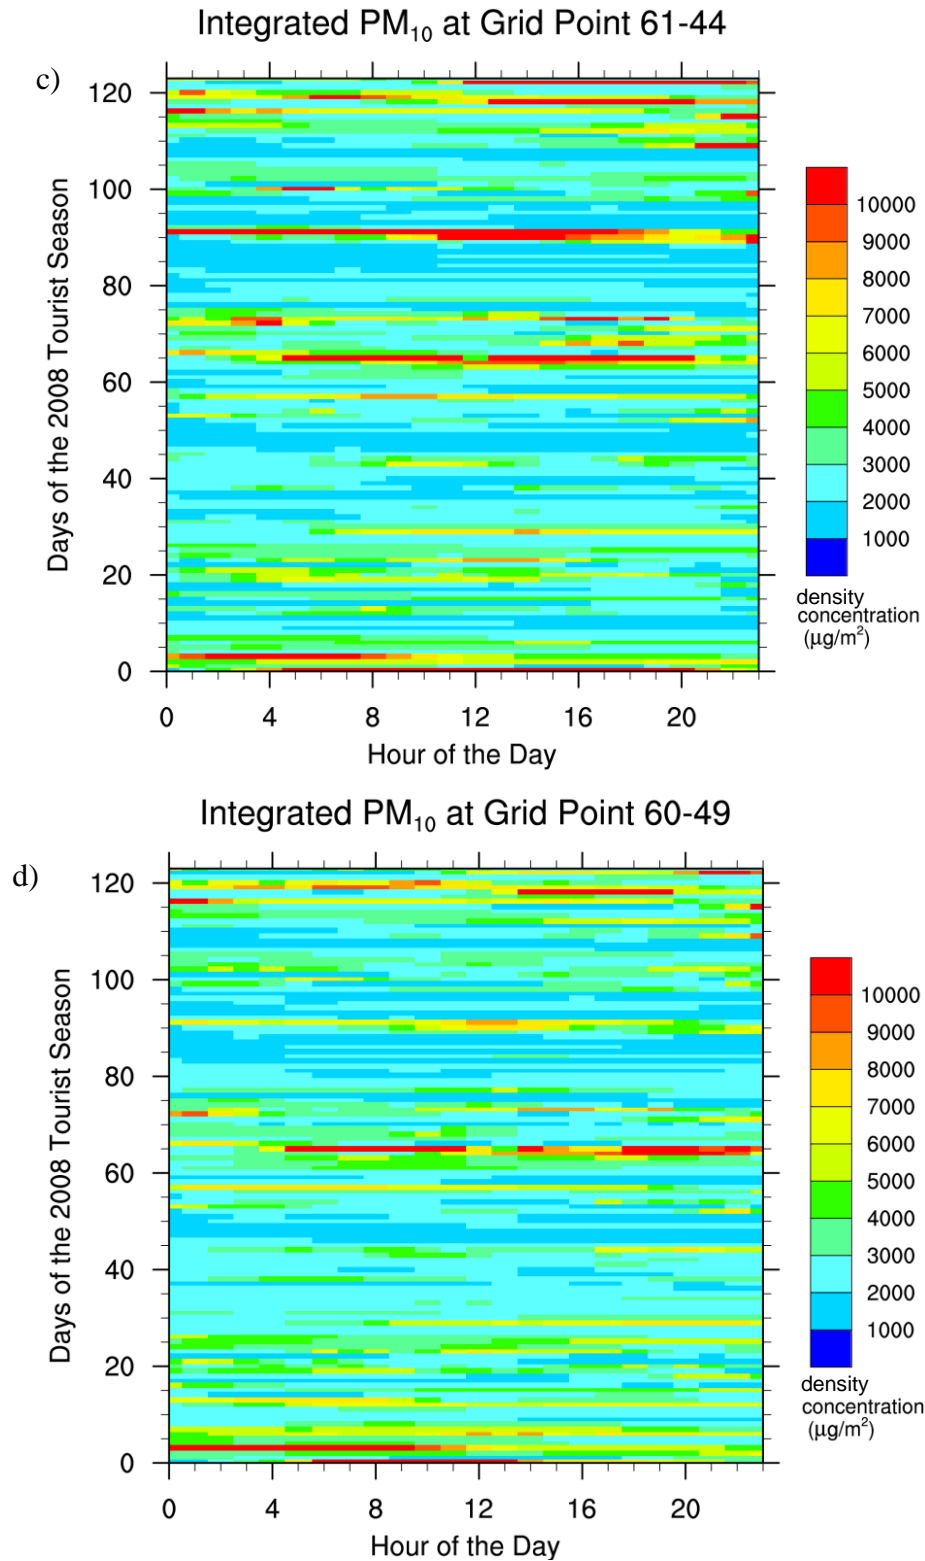 Integrated PM₁₀ at Grid Point 61-44
c)
Days of the 2008 Tourist Season
120
100
80
60
40
20
0
0 4 8 12 16 20
Hour of the Day
10000
9000
8000
7000
6000
5000
4000
3000
2000
1000
density
concentration
(μg/m²)
Integrated PM₁₀ at Grid Point 60-49
d)
Days of the 2008 Tourist Season
120
100
80
60
40
20
0
0 4 8 12 16 20
Hour of the Day
10000
9000
8000
7000
6000
5000
4000
3000
2000
1000
density
concentration
(μg/m²)